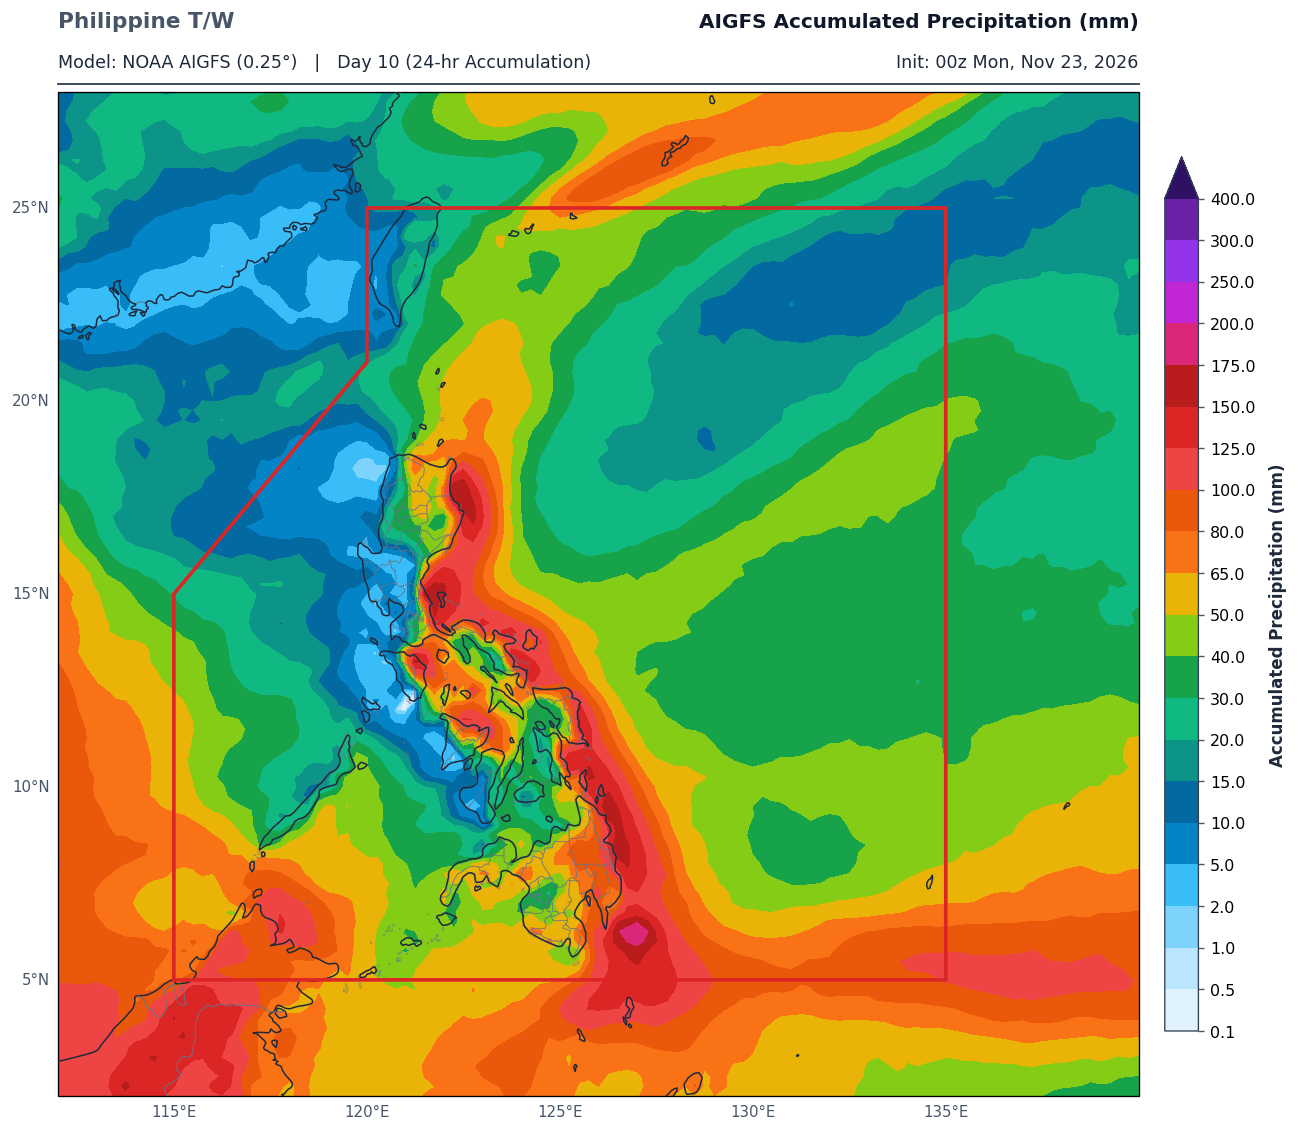 Philippine T/W
AIGFS Accumulated Precipitation (mm)
Model: NOAA AIGFS (0.25°) | Day 10 (24-hr Accumulation)
Init: 00z Mon, Nov 23, 2026
25°N
20°N
15°N
10°N
5°N
115°E
120°E
125°E
130°E
135°E
400.0
300.0
250.0
200.0
175.0
150.0
125.0
100.0
80.0
65.0
50.0
40.0
30.0
20.0
15.0
10.0
5.0
2.0
1.0
0.5
0.1
Accumulated Precipitation (mm)